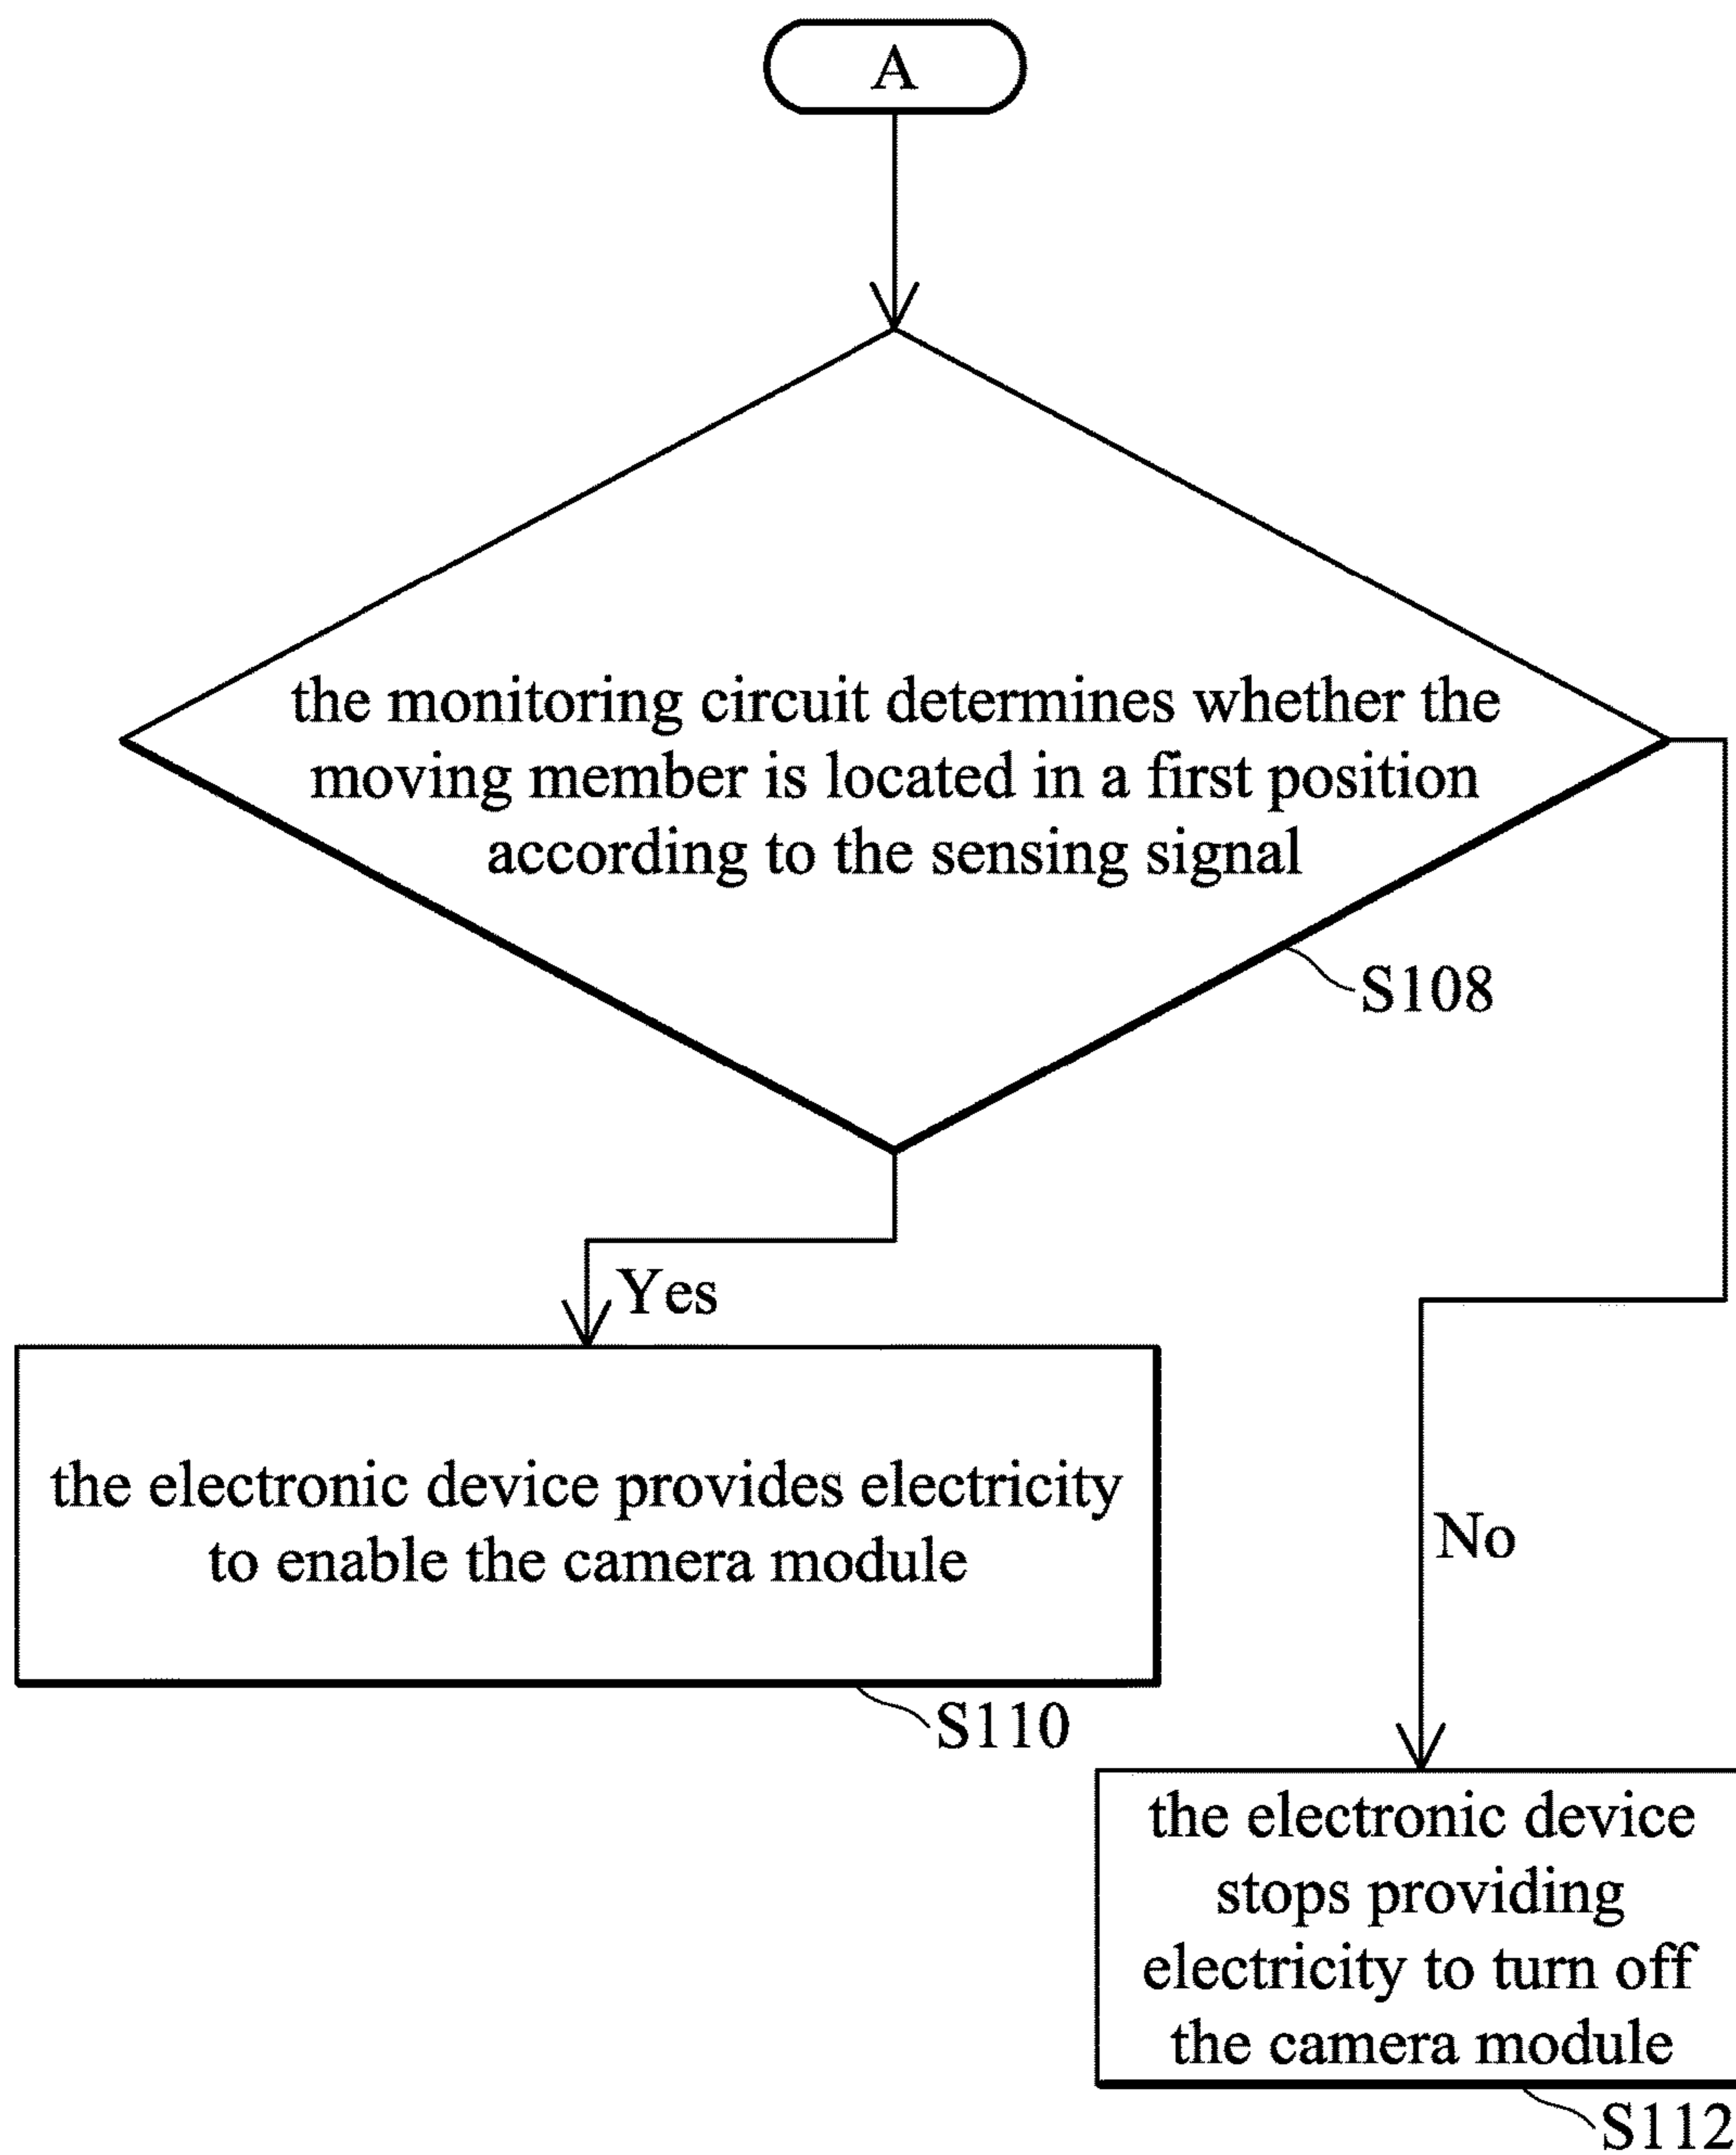 A
the monitoring circuit determines whether the
moving member is located in a first position
according to the sensing signal
S108
Yes
the electronic device provides electricity
to enable the camera module
S110
No
the electronic device
stops providing
electricity to turn off
the camera module
S112